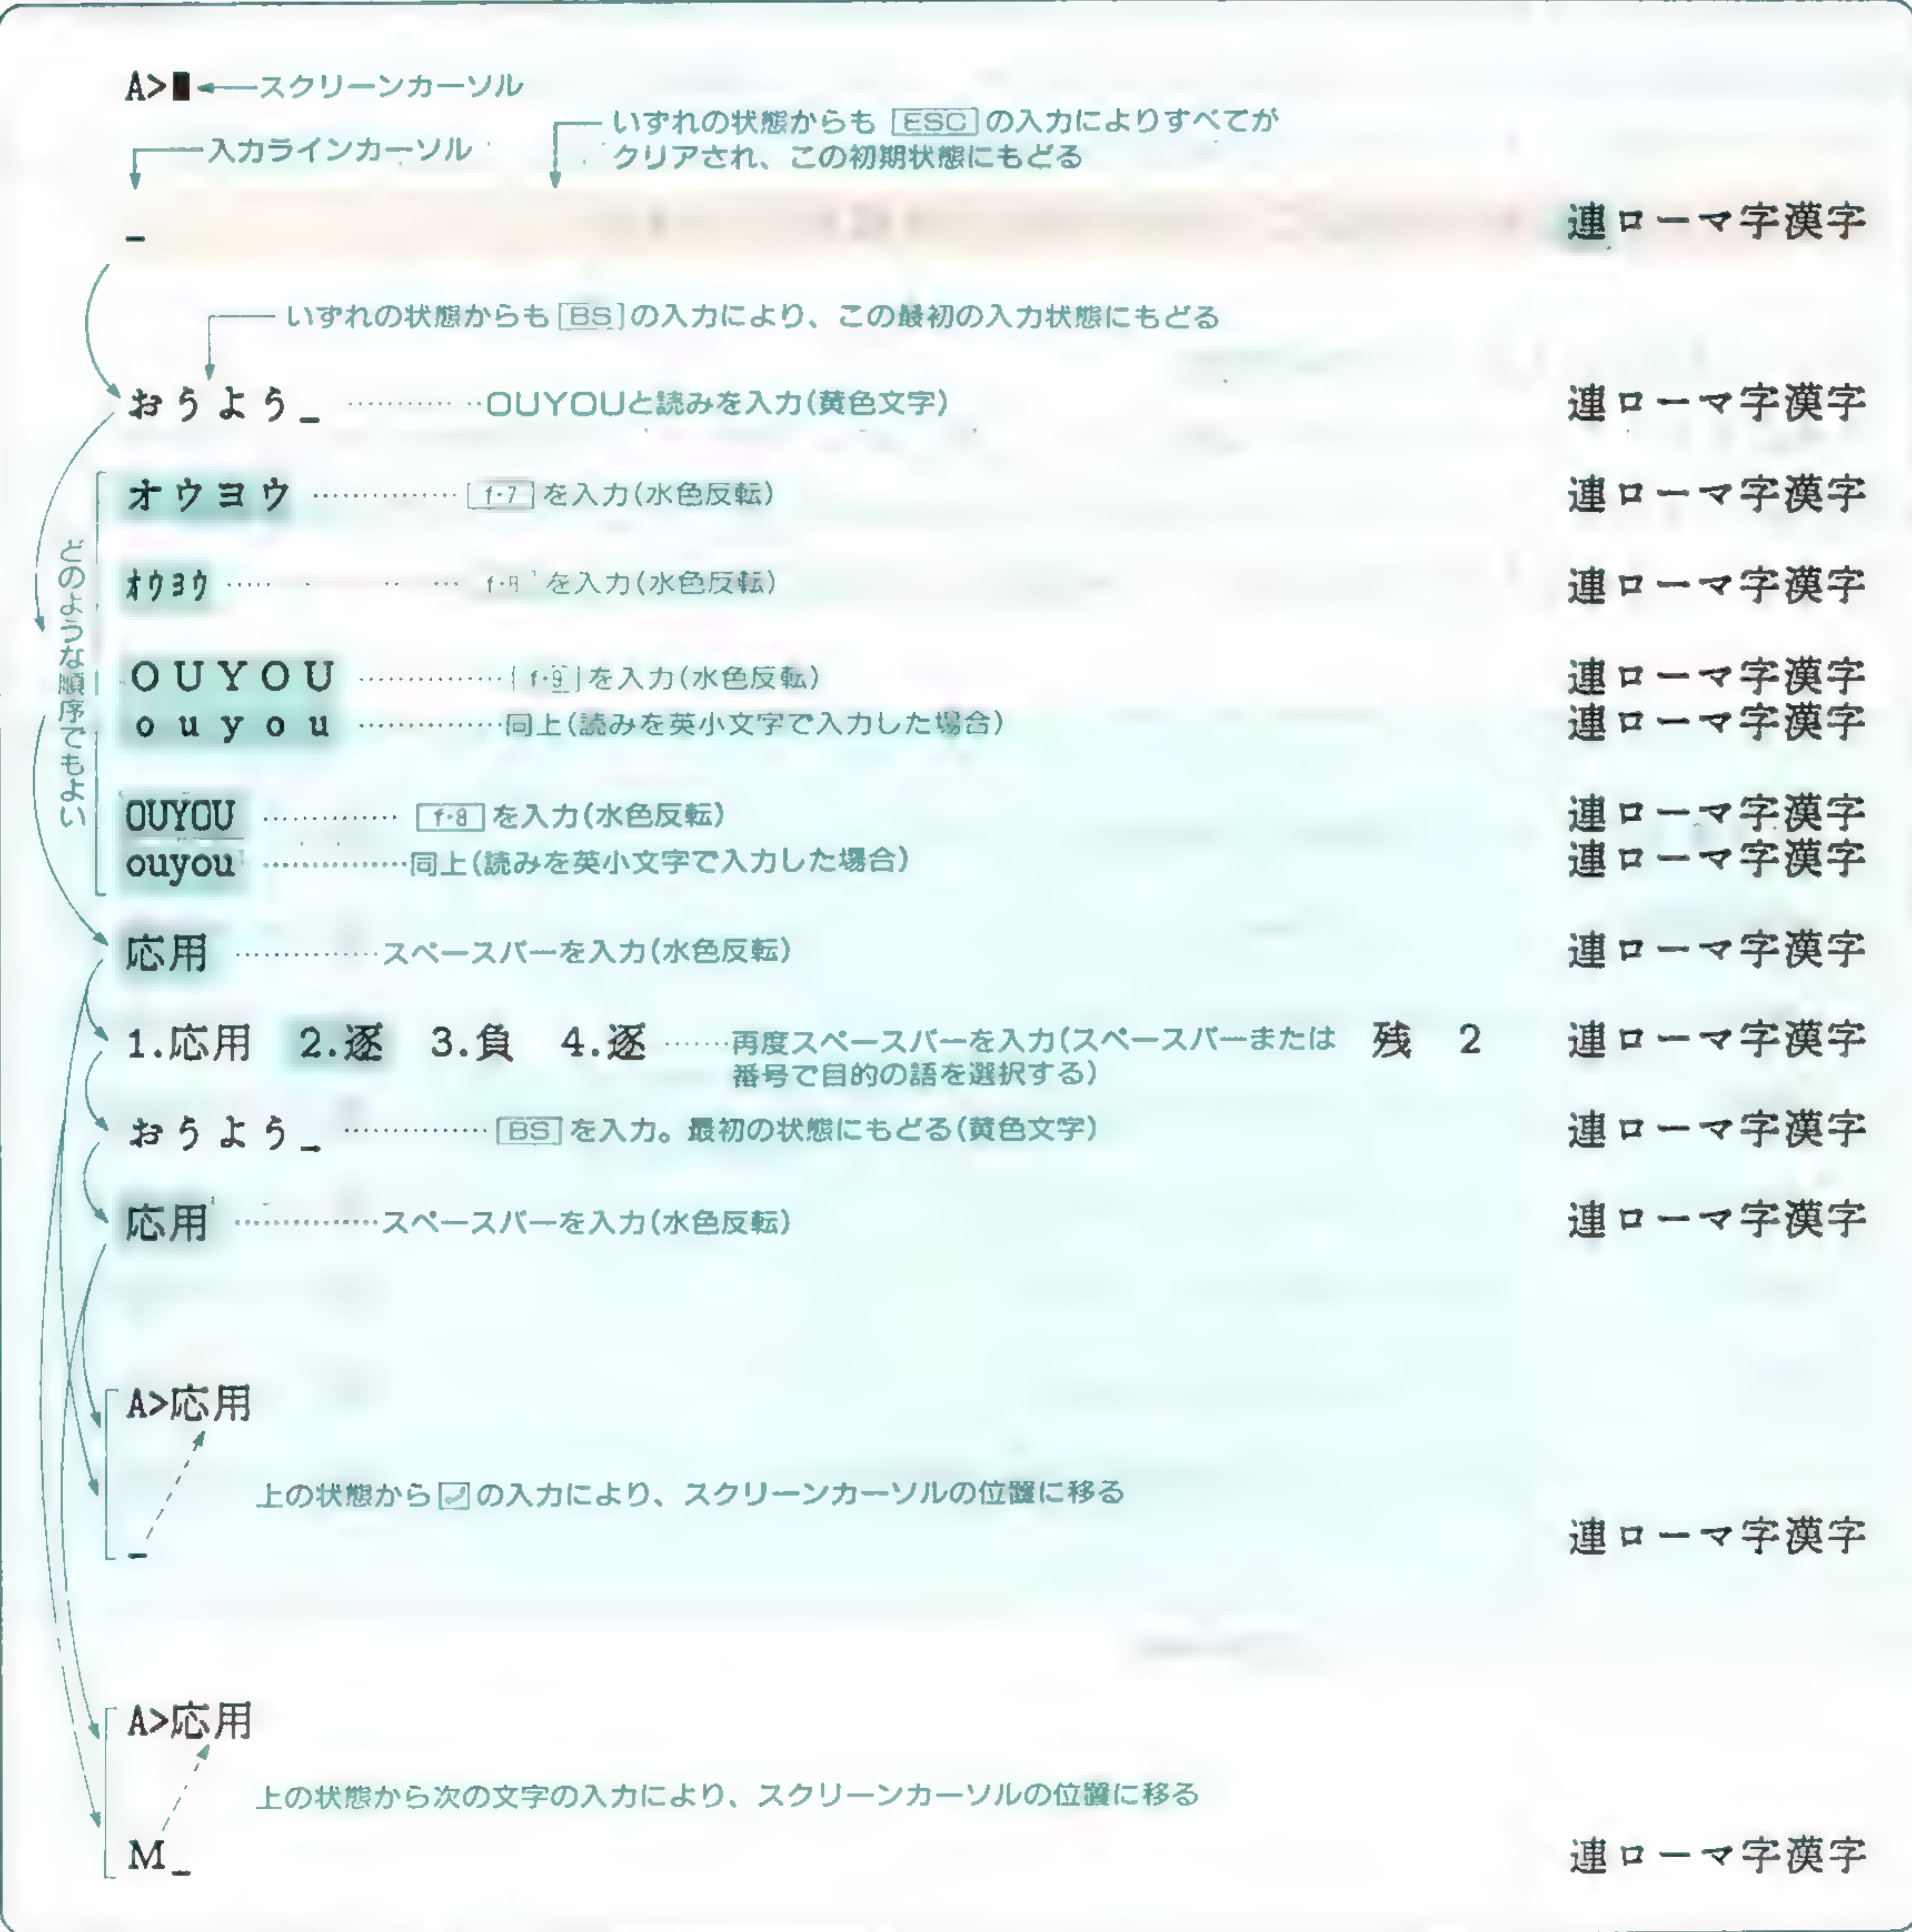 A>■ スクリーンカーソル
入力ラインカーソル
いずれの状態からも ESC の入力によりすべてが
クリアされ、この初期状態にもどる
_ 連ローマ字漢字
いずれの状態からも BS の入力により、この最初の入力状態にもどる
おうよう_ ………… OUYOUと読みを入力(黄色文字) 連ローマ字漢字
どのような順序でもよい
オウヨウ ………… f・7 を入力(水色反転) 連ローマ字漢字
ｵｳﾖｳ ………… を入力(水色反転) 連ローマ字漢字
ＯＵＹＯＵ ………… f・9 を入力(水色反転) 連ローマ字漢字
ｏｕｙｏｕ ………… 同上(読みを英小文字で入力した場合) 連ローマ字漢字
OUYOU ………… f・8 を入力(水色反転) 連ローマ字漢字
ouyou ………… 同上(読みを英小文字で入力した場合) 連ローマ字漢字
応用 ………… スペースバーを入力(水色反転) 連ローマ字漢字
1.応用 2.逐 3.負 4.逐 …… 再度スペースバーを入力(スペースバーまたは 残 2 連ローマ字漢字
番号で目的の語を選択する)
おうよう_ ………… BS を入力。最初の状態にもどる(黄色文字) 連ローマ字漢字
応用 ………… スペースバーを入力(水色反転) 連ローマ字漢字
A>応用
上の状態から ↵ の入力により、スクリーンカーソルの位置に移る
_ 連ローマ字漢字
A>応用
上の状態から次の文字の入力により、スクリーンカーソルの位置に移る
M_ 連ローマ字漢字